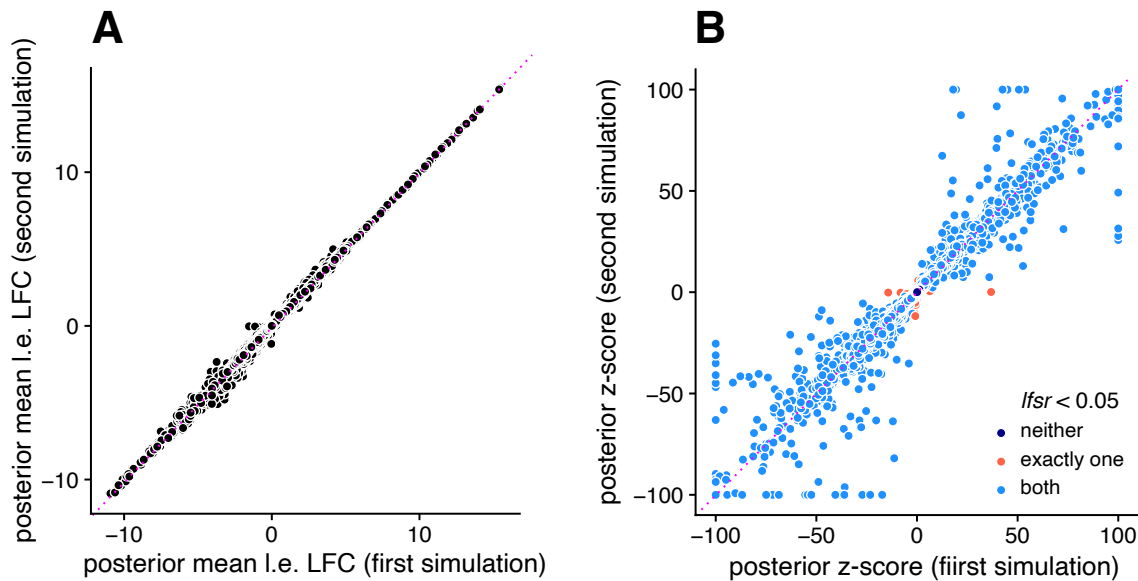 A
posterior mean l.e. LFC (second simulation)
10
0
−10
−10
0
10
posterior mean l.e. LFC (first simulation)
B
posterior z−score (second simulation)
100
50
0
−50
−100
lfsr < 0.05
neither
exactly one
both
−100
−50
0
50
100
posterior z−score (fiirst simulation)